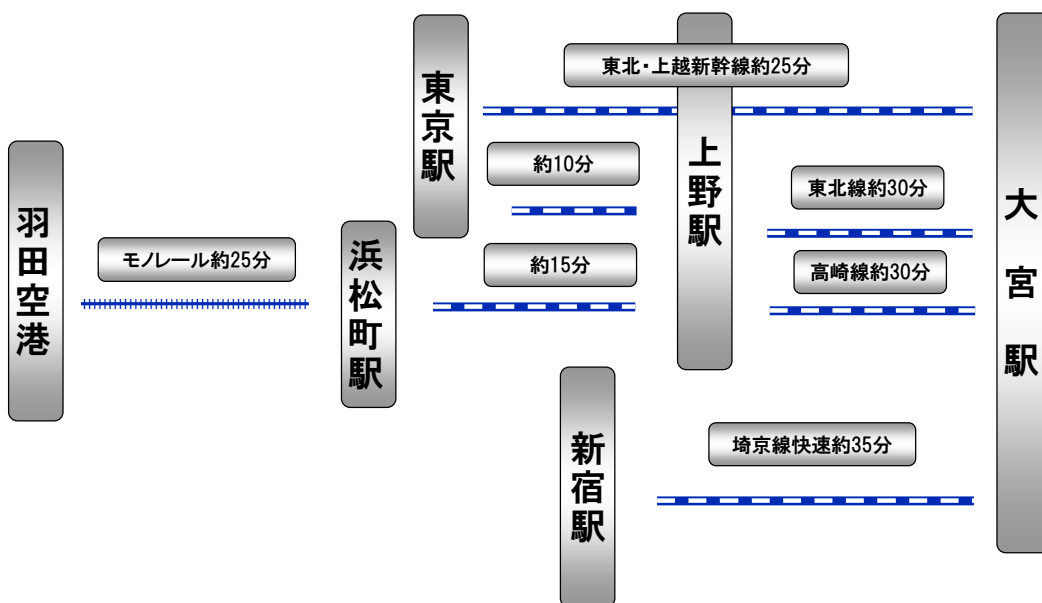 羽田空港
モノレール約25分
浜松町駅
東京駅
東北・上越新幹線約25分
約10分
約15分
上野駅
東北線約30分
高崎線約30分
新宿駅
埼京線快速約35分
大宮駅